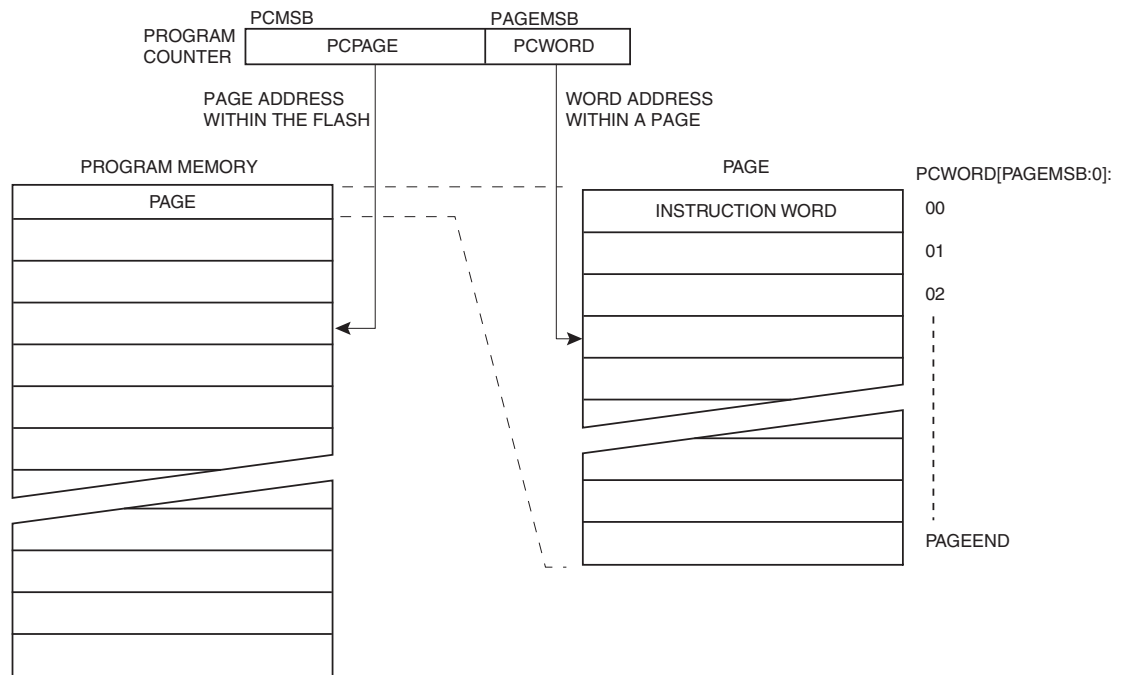 PCMSB
PAGEMSB
PROGRAM
COUNTER
PCPAGE
PCWORD
PAGE ADDRESS
WITHIN THE FLASH
WORD ADDRESS
WITHIN A PAGE
PROGRAM MEMORY
PAGE
PAGE
PCWORD[PAGEMSB:0]:
INSTRUCTION WORD
00
01
02
PAGEEND